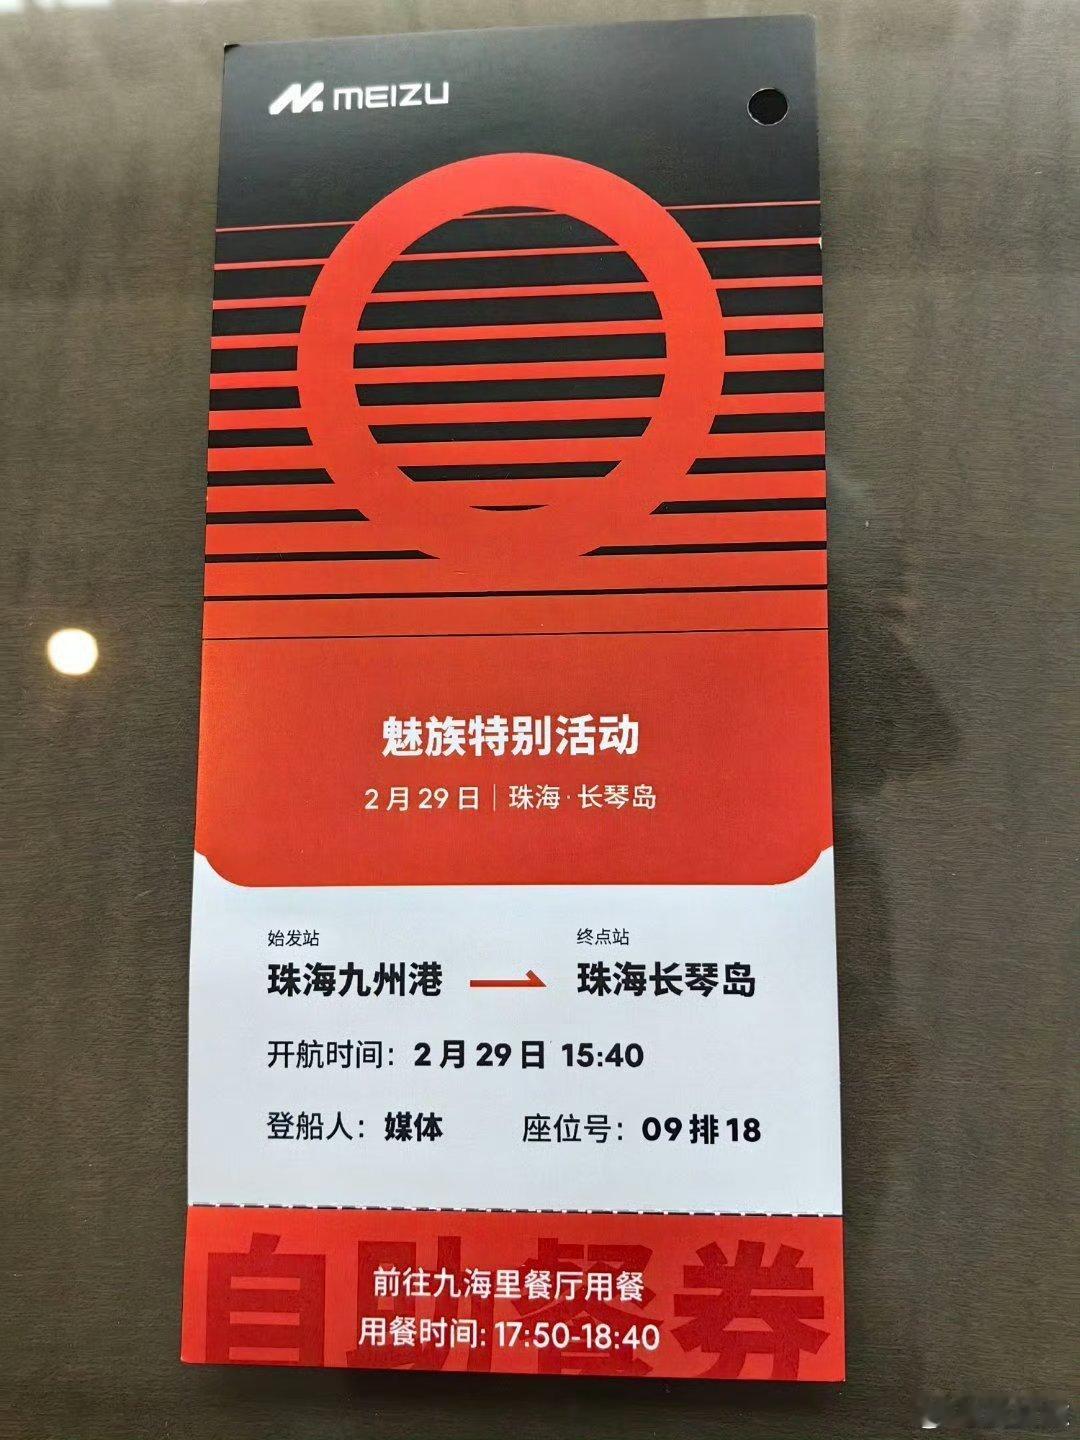 MEIZU
魅族特别活动
2月29日｜珠海·长琴岛
始发站 终点站
珠海九州港 珠海长琴岛
开航时间：2月29日 15:40
登船人：媒体 座位号：09排18
自助餐券
前往九海里餐厅用餐
用餐时间:17:50-18:40